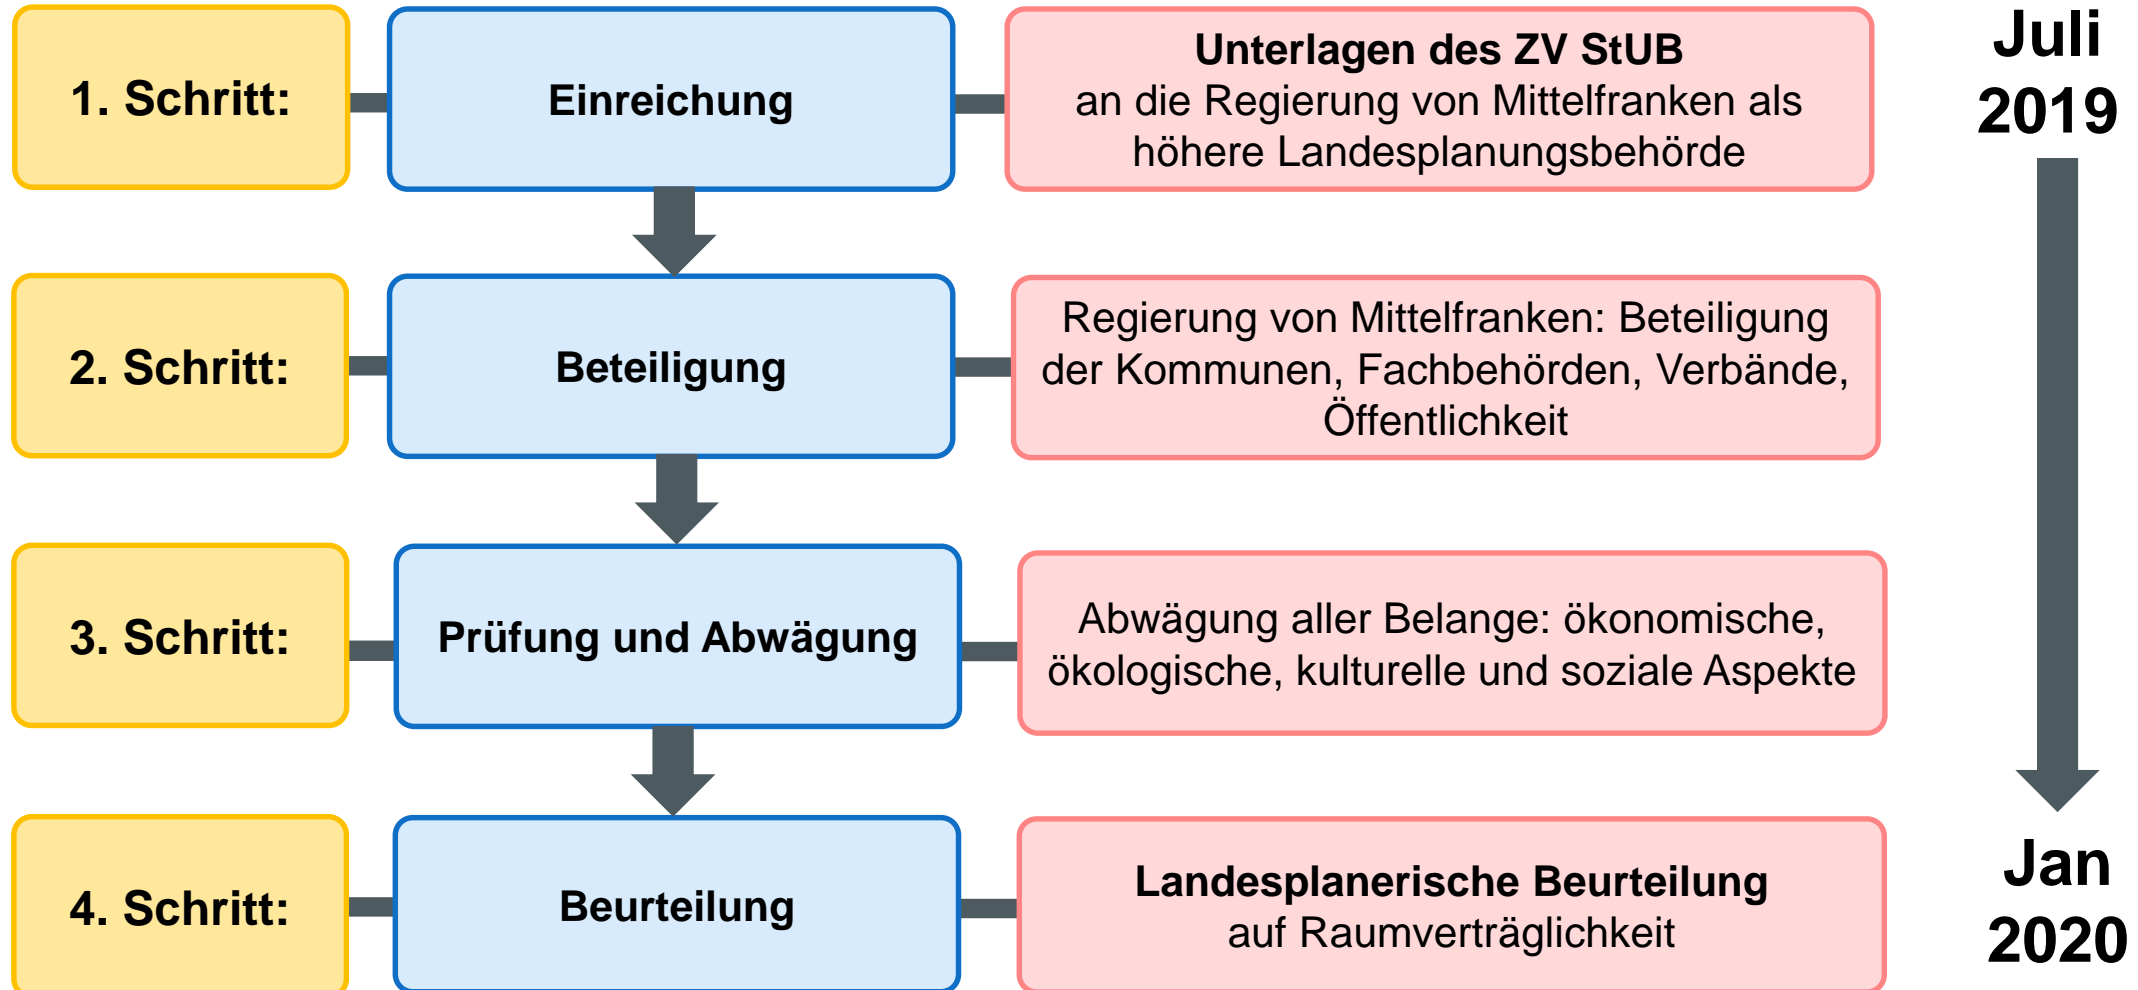 1. Schritt:
Einreichung
Unterlagen des ZV StUB
an die Regierung von Mittelfranken als
höhere Landesplanungsbehörde
Juli
2019
2. Schritt:
Beteiligung
Regierung von Mittelfranken: Beteiligung
der Kommunen, Fachbehörden, Verbände,
Öffentlichkeit
3. Schritt:
Prüfung und Abwägung
Abwägung aller Belange: ökonomische,
ökologische, kulturelle und soziale Aspekte
4. Schritt:
Beurteilung
Landesplanerische Beurteilung
auf Raumverträglichkeit
Jan
2020